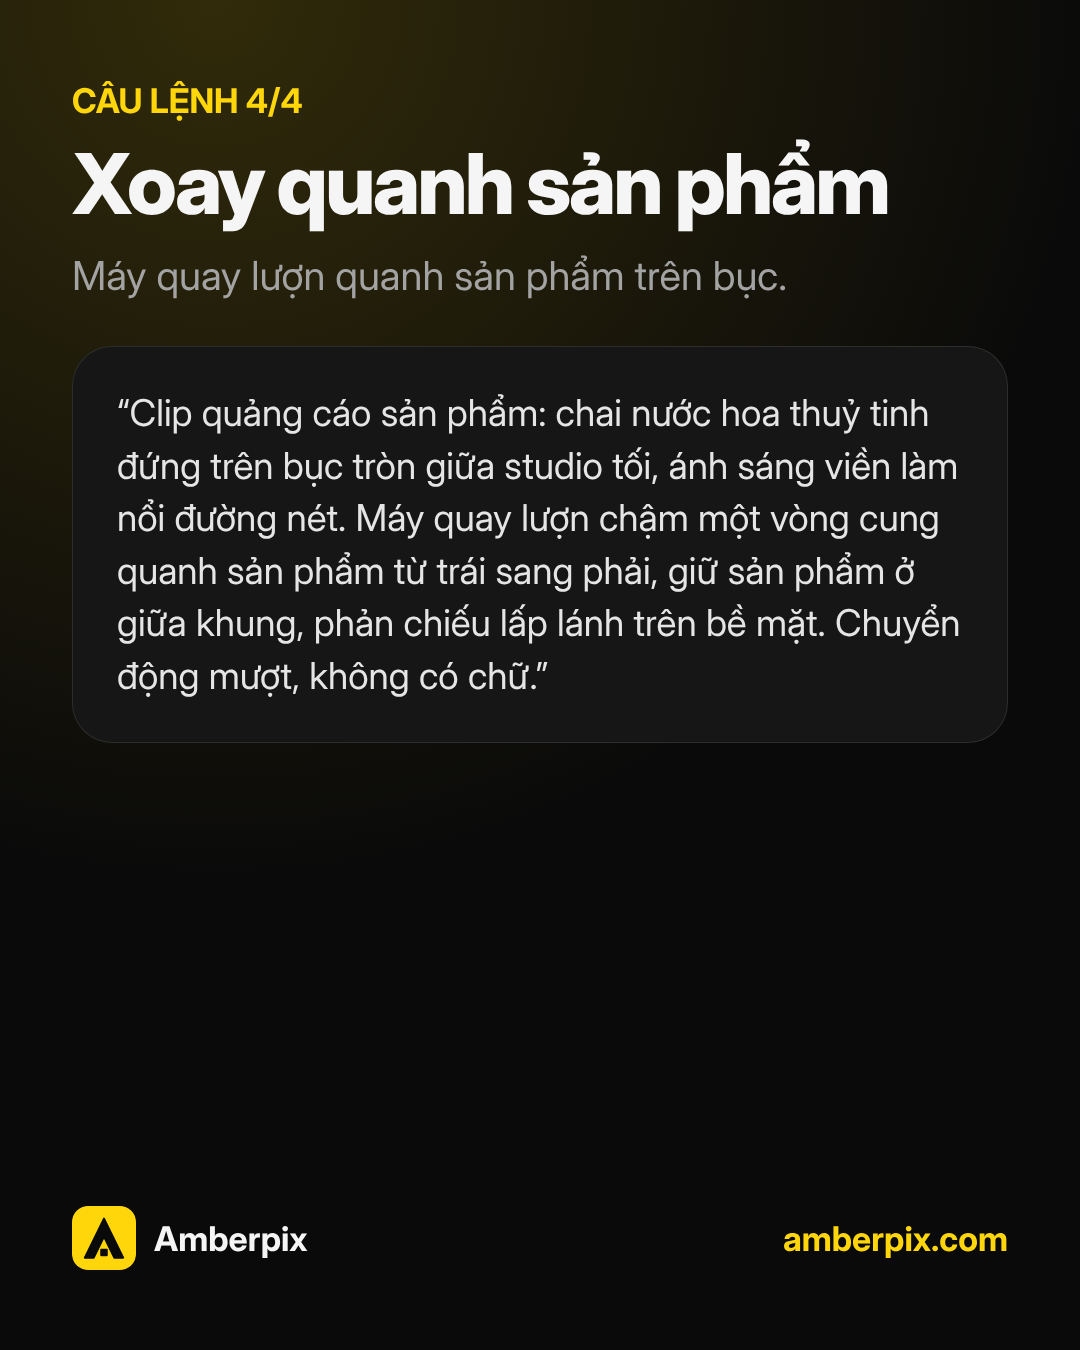 CÂU LỆNH 4/4
Xoay quanh sản phẩm
Máy quay lượn quanh sản phẩm trên bục.
“Clip quảng cáo sản phẩm: chai nước hoa thuỷ tinh
đứng trên bục tròn giữa studio tối, ánh sáng viền làm
nổi đường nét. Máy quay lượn chậm một vòng cung
quanh sản phẩm từ trái sang phải, giữ sản phẩm ở
giữa khung, phản chiếu lấp lánh trên bề mặt. Chuyển
động mượt, không có chữ.”
Amberpix
amberpix.com